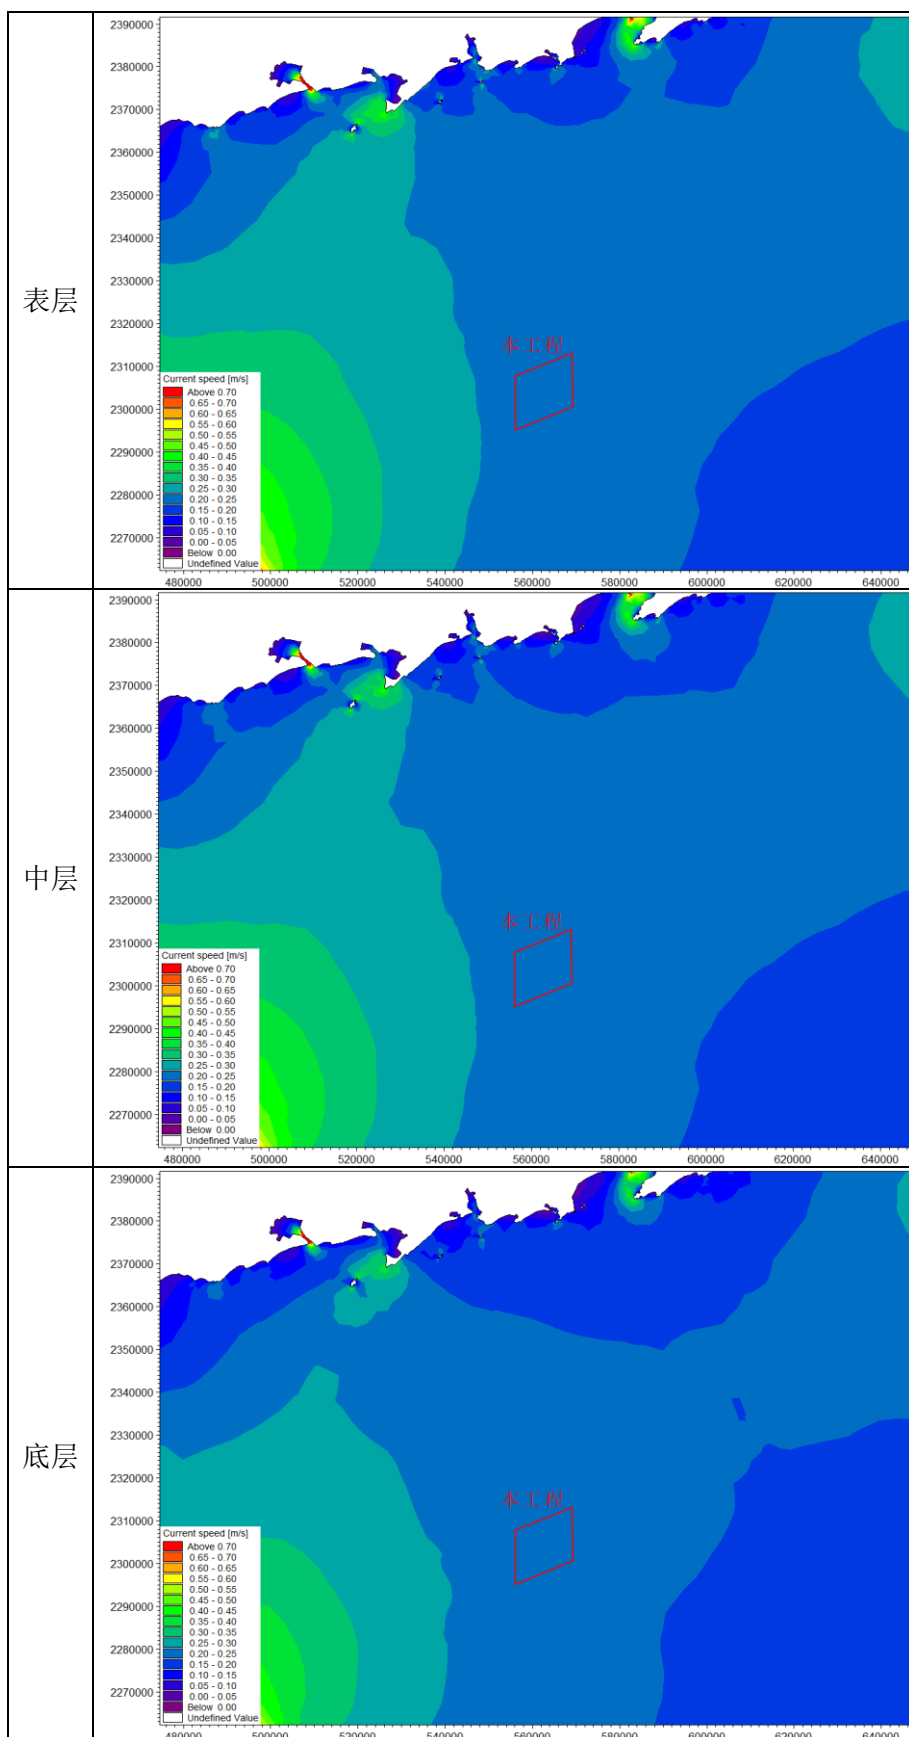 表层
2390000
2380000
2370000
2360000
2350000
2340000
2330000
2320000
2310000
2300000
2290000
2280000
2270000
本工程
Current speed [m/s]
Above 0.70
0.65 - 0.70
0.60 - 0.65
0.55 - 0.60
0.50 - 0.55
0.45 - 0.50
0.40 - 0.45
0.35 - 0.40
0.30 - 0.35
0.25 - 0.30
0.20 - 0.25
0.15 - 0.20
0.10 - 0.15
0.05 - 0.10
0.00 - 0.05
Below 0.00
Undefined Value
480000 500000 520000 540000 560000 580000 600000 620000 640000
中层
2390000
2380000
2370000
2360000
2350000
2340000
2330000
2320000
2310000
2300000
2290000
2280000
2270000
本工程
Current speed [m/s]
Above 0.70
0.65 - 0.70
0.60 - 0.65
0.55 - 0.60
0.50 - 0.55
0.45 - 0.50
0.40 - 0.45
0.35 - 0.40
0.30 - 0.35
0.25 - 0.30
0.20 - 0.25
0.15 - 0.20
0.10 - 0.15
0.05 - 0.10
0.00 - 0.05
Below 0.00
Undefined Value
480000 500000 520000 540000 560000 580000 600000 620000 640000
底层
2390000
2380000
2370000
2360000
2350000
2340000
2330000
2320000
2310000
2300000
2290000
2280000
2270000
本工程
Current speed [m/s]
Above 0.70
0.65 - 0.70
0.60 - 0.65
0.55 - 0.60
0.50 - 0.55
0.45 - 0.50
0.40 - 0.45
0.35 - 0.40
0.30 - 0.35
0.25 - 0.30
0.20 - 0.25
0.15 - 0.20
0.10 - 0.15
0.05 - 0.10
0.00 - 0.05
Below 0.00
Undefined Value
480000 500000 520000 540000 560000 580000 600000 620000 640000